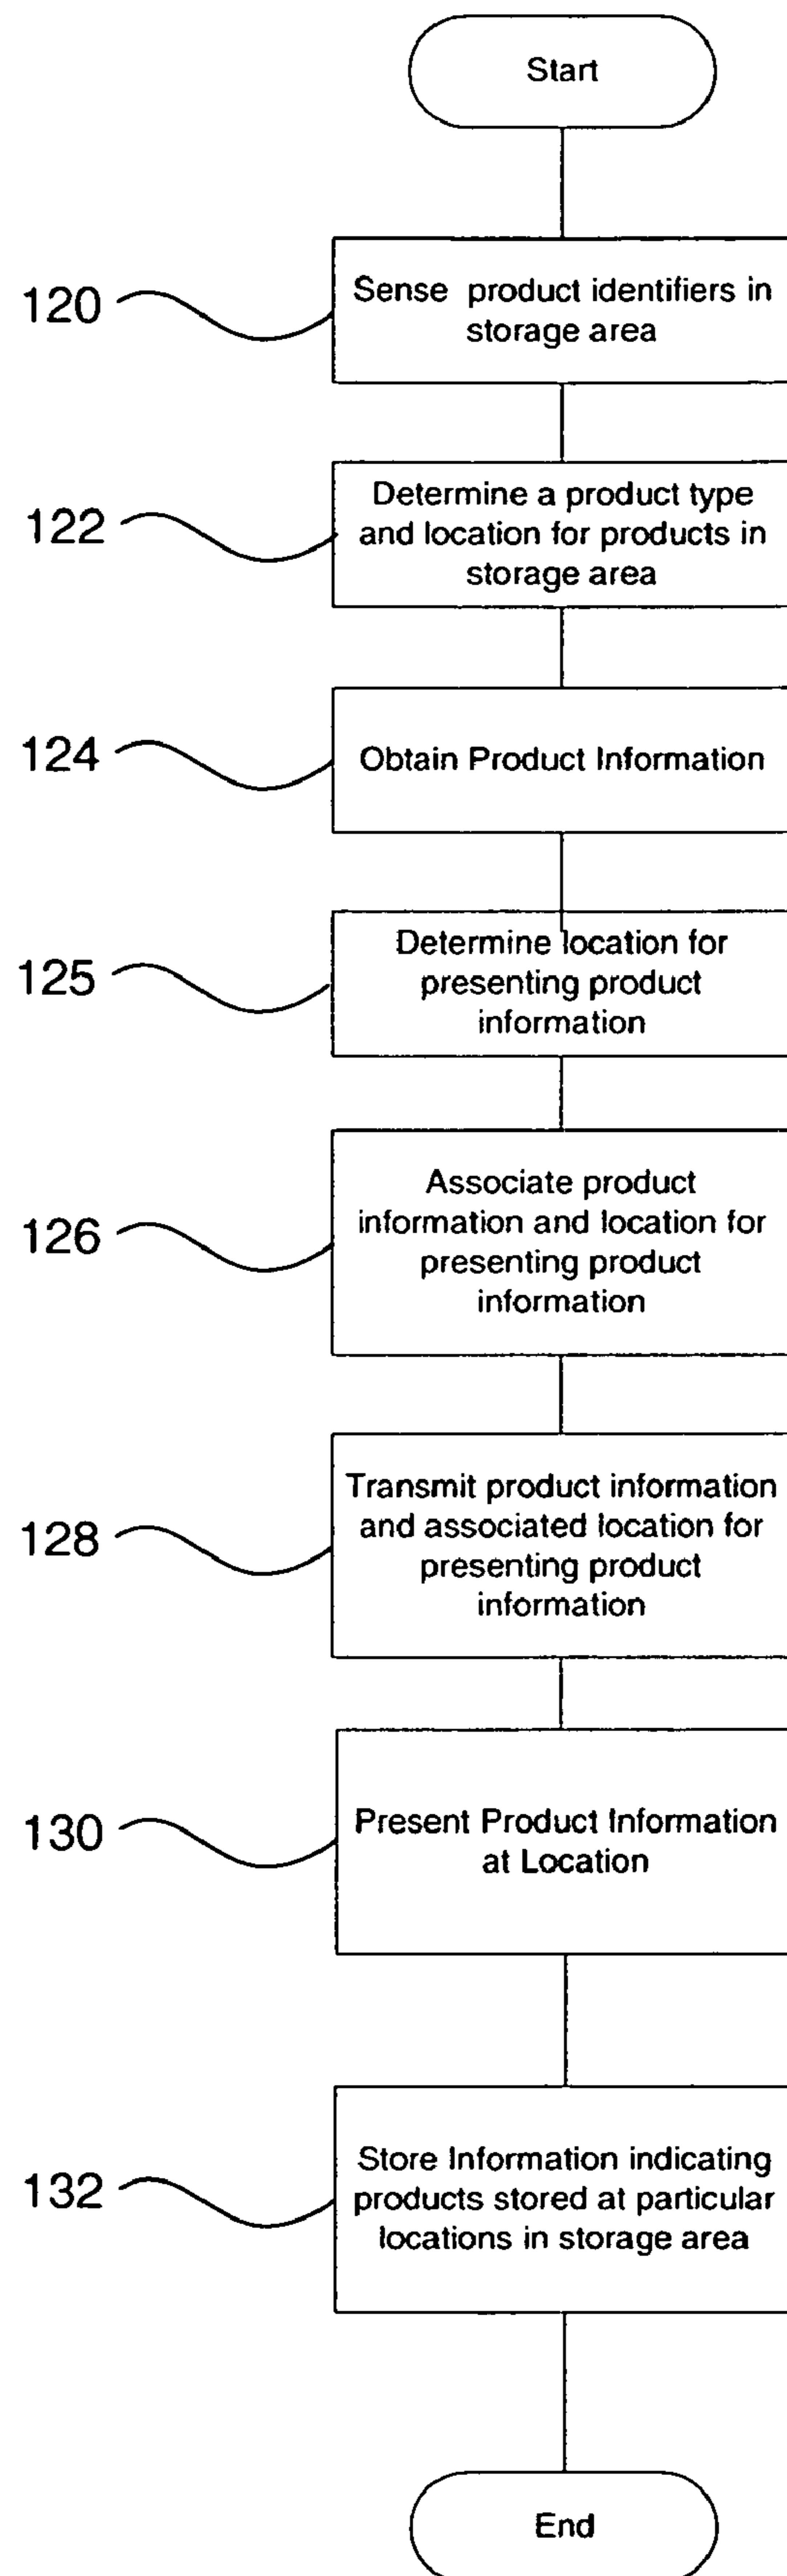 Start
120
Sense product identifiers in
storage area
122
Determine a product type
and location for products in
storage area
124
Obtain Product Information
125
Determine location for
presenting product
information
126
Associate product
information and location for
presenting product
information
128
Transmit product information
and associated location for
presenting product
information
130
Present Product Information
at Location
132
Store Information indicating
products stored at particular
locations in storage area
End